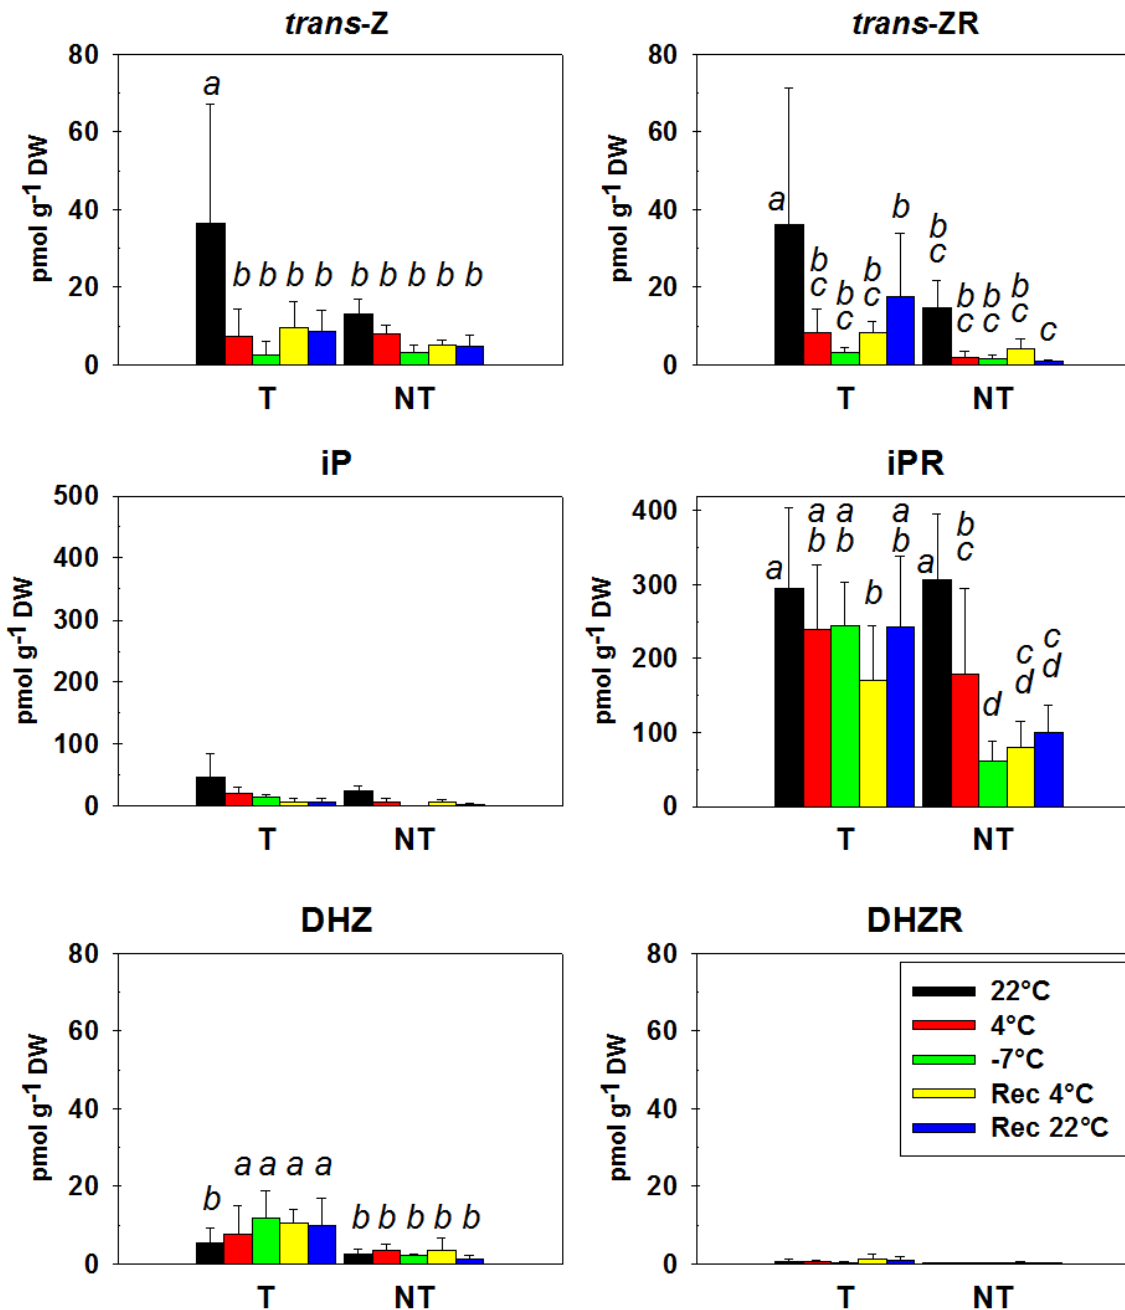 trans-Z
pmol g-1 DW
80
60
40
20
0
a
b b b b b b b b b
T NT
trans-ZR
pmol g-1 DW
80
60
40
20
0
a
b
c
b
c
b
c
b
b
c
b
c
b
c
b
c
c
T NT
iP
pmol g-1 DW
500
400
300
200
100
0
T NT
iPR
pmol g-1 DW
400
300
200
100
0
a
a
b
a
b
b
a
b
a
b
c
d
c
d
c
d
T NT
DHZ
pmol g-1 DW
80
60
40
20
0
b a a a a b b b b b
T NT
DHZR
pmol g-1 DW
80
60
40
20
0
22°C
4°C
-7°C
Rec 4°C
Rec 22°C
T NT